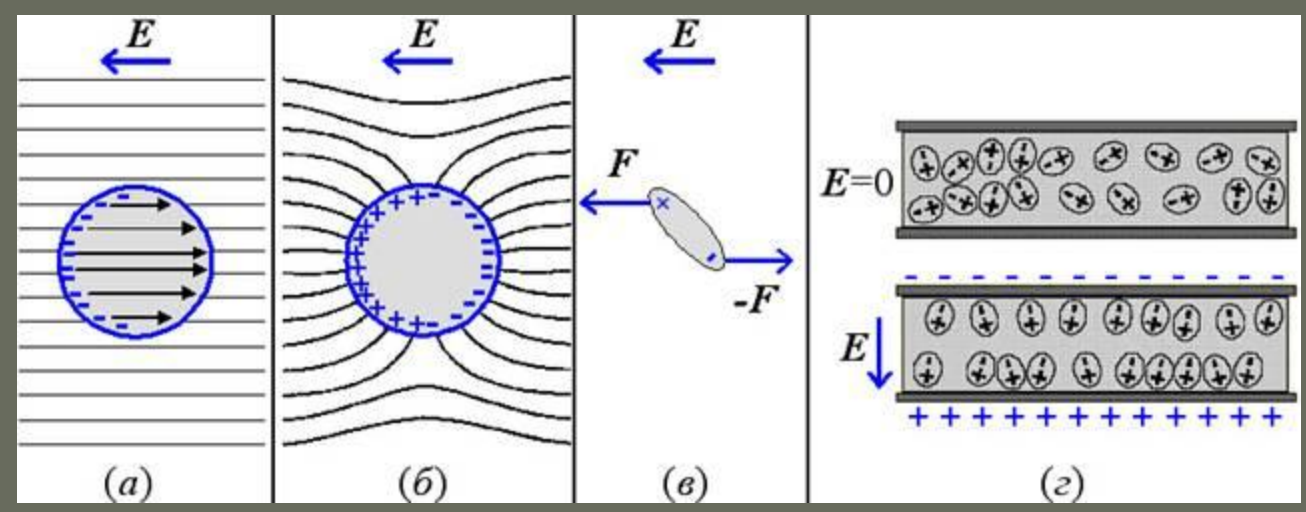 E
E
E
F
-F
E=0
- - - - - - - - - - - -
E
+ + + + + + + + + + + +
(а)
(б)
(в)
(г)